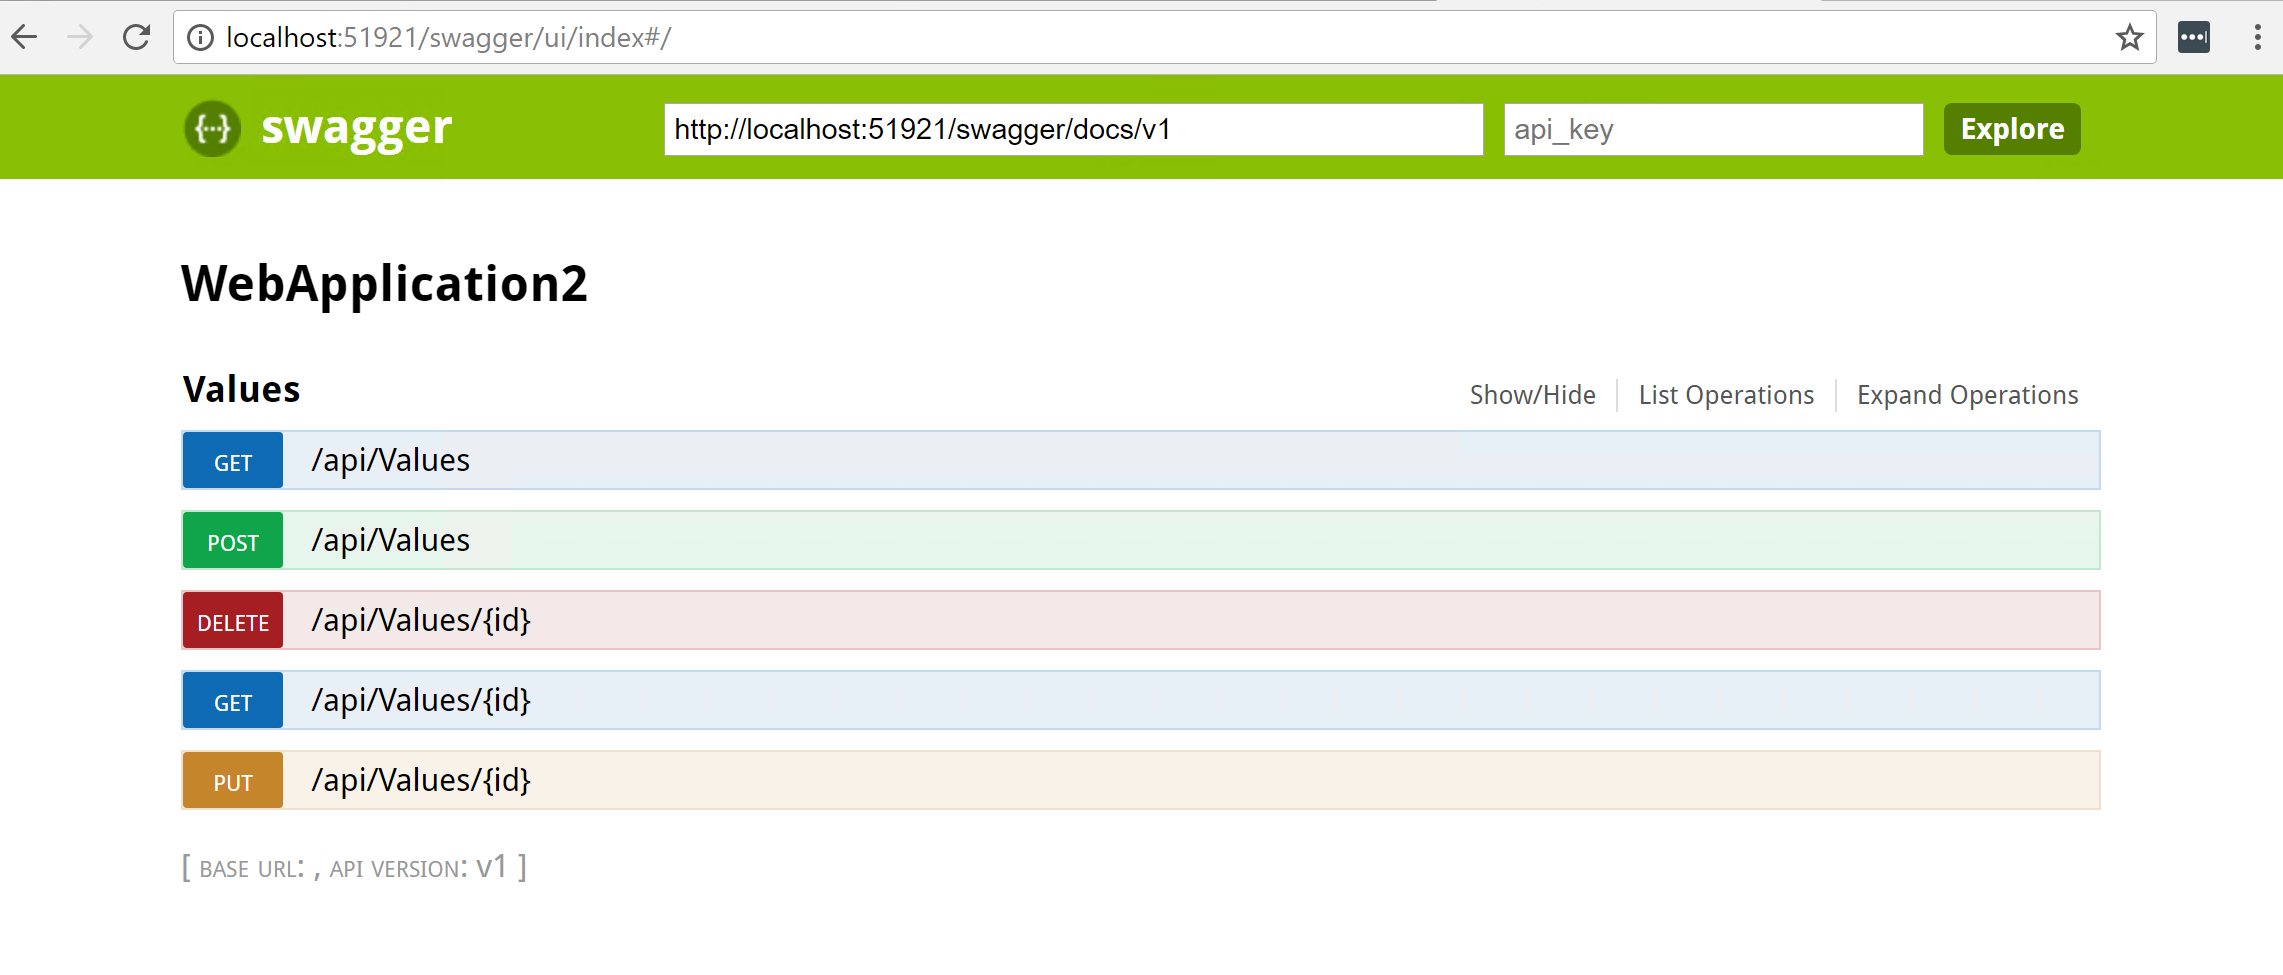 localhost:51921/swagger/ui/index#/
{···} swagger http://localhost:51921/swagger/docs/v1 api_key Explore
WebApplication2
Values Show/Hide List Operations Expand Operations
GET /api/Values
POST /api/Values
DELETE /api/Values/{id}
GET /api/Values/{id}
PUT /api/Values/{id}
[ BASE URL: , API VERSION: v1 ]